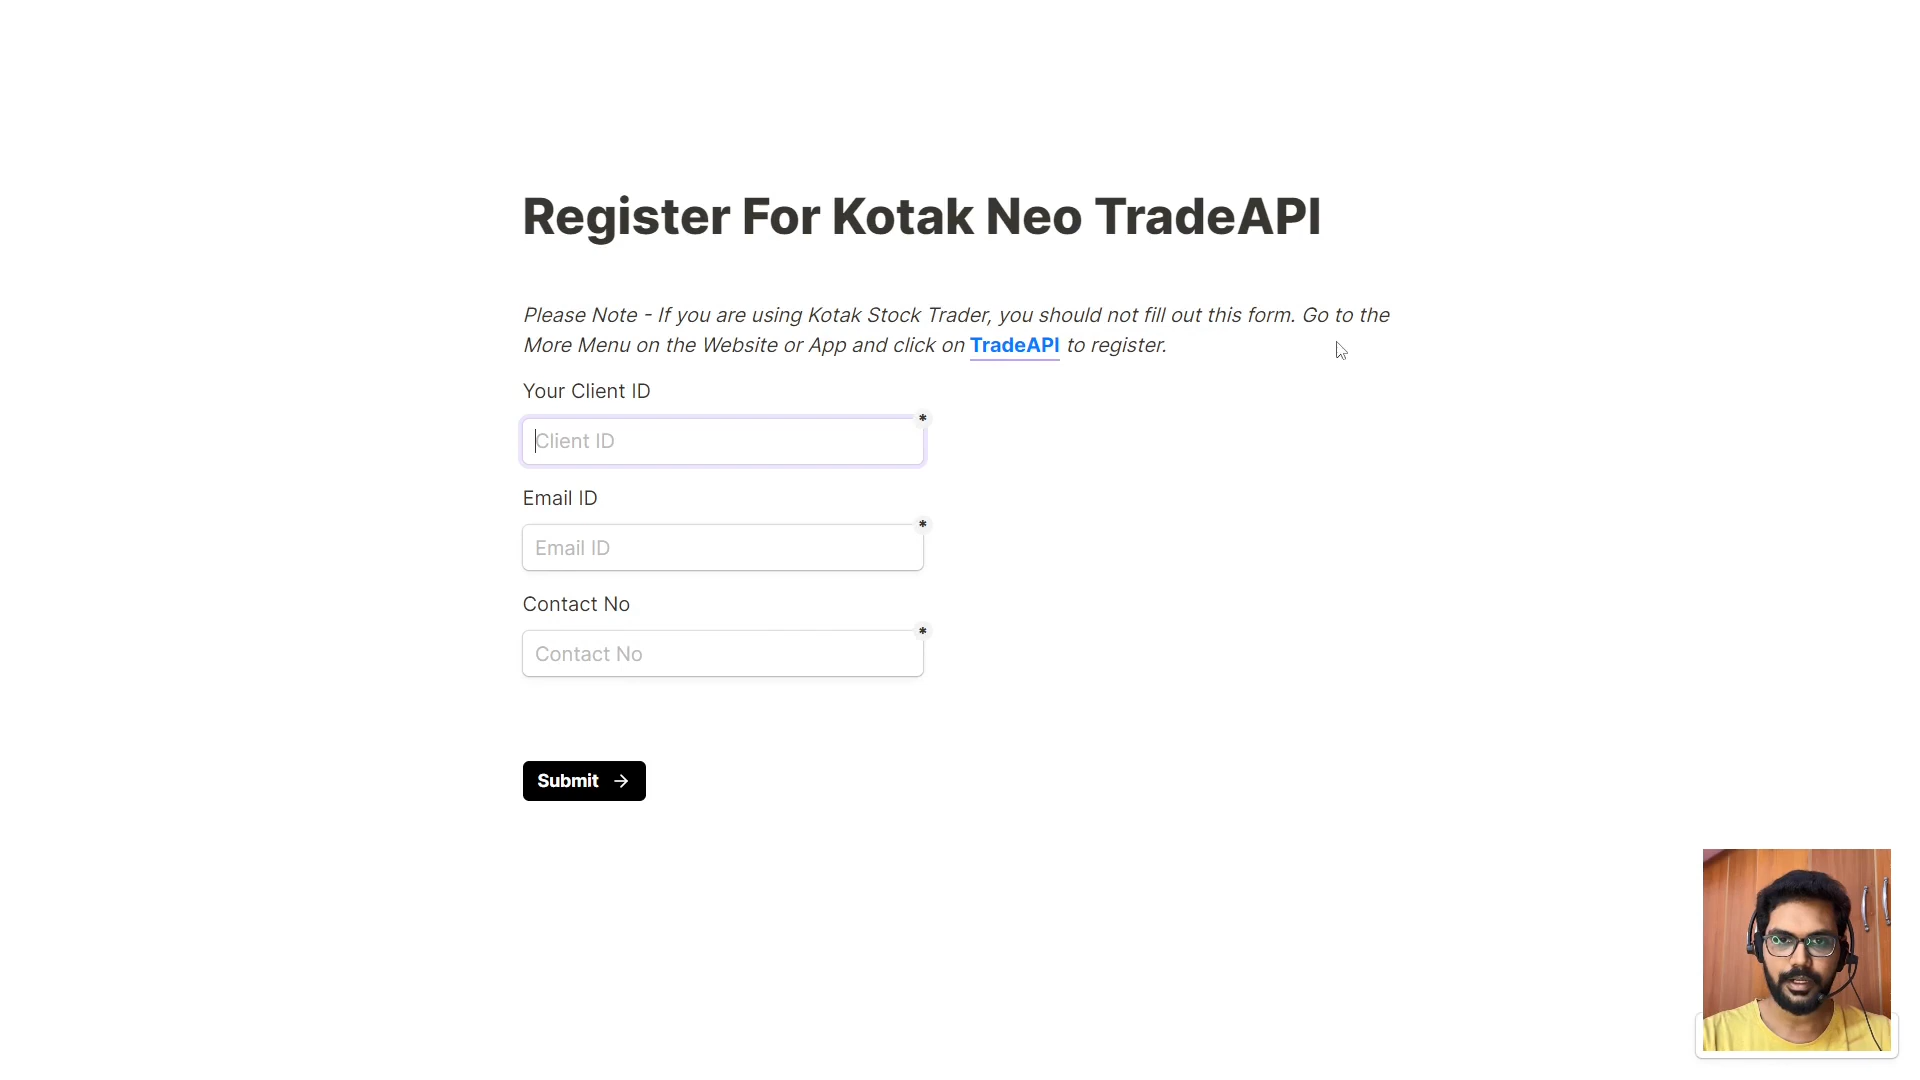 Register For Kotak Neo TradeAPI
Please Note - If you are using Kotak Stock Trader, you should not fill out this form. Go to the
More Menu on the Website or App and click on TradeAPI to register.
Your Client ID
*
Client ID
Email ID
*
Email ID
Contact No
*
Contact No
Submit →